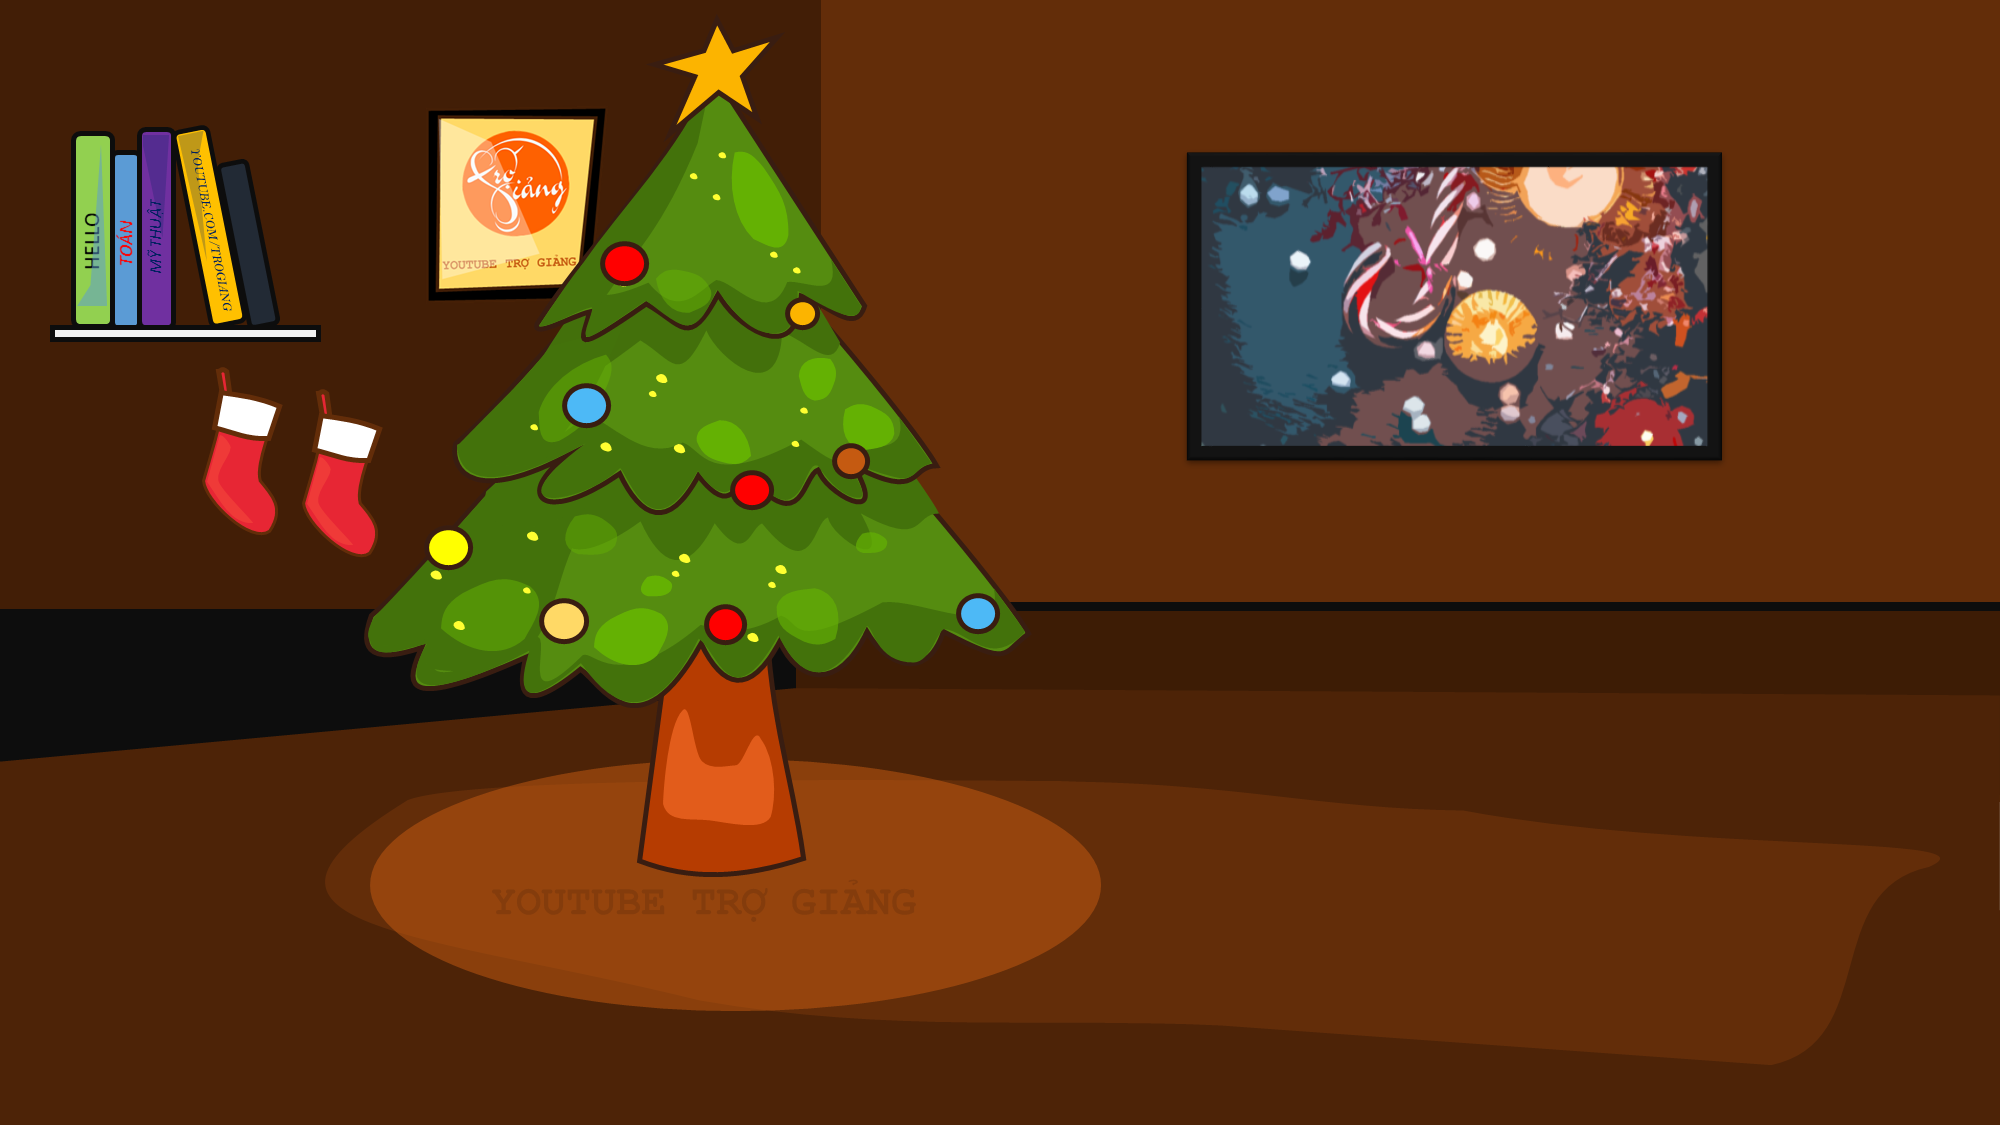 HELLO
TOÁN
MỸ THUẬT
YOUTUBE.COM/TROGIANG
Trợ
Giảng
YOUTUBE TRỢ GIẢNG
YOUTUBE TRỢ GIẢNG